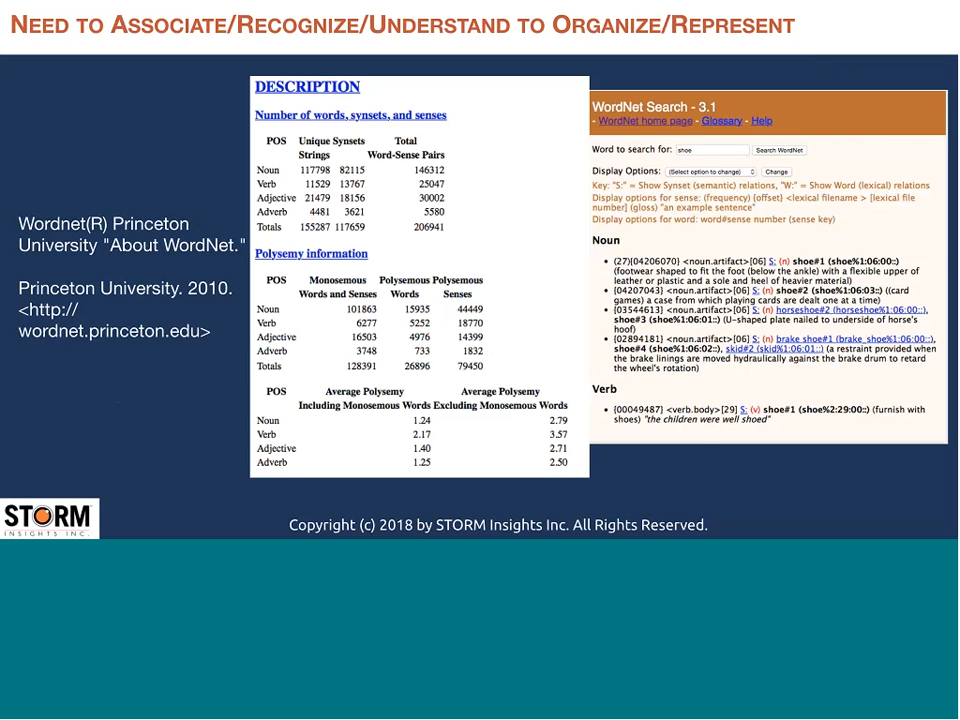 NEED TO ASSOCIATE/RECOGNIZE/UNDERSTAND TO ORGANIZE/REPRESENT
Wordnet(R) Princeton
University "About WordNet."
Princeton University. 2010.
<http://
wordnet.princeton.edu>
DESCRIPTION
Number of words, synsets, and senses
POS Unique Synsets Total
Strings Word-Sense Pairs
Noun 117798 82115 146312
Verb 11529 13767 25047
Adjective 21479 18156 30002
Adverb 4481 3621 5580
Totals 155287 117659 206941
Polysemy information
POS Monosemous Polysemous Polysemous
Words and Senses Words Senses
Noun 101863 15935 44449
Verb 6277 5252 18770
Adjective 16503 4976 14399
Adverb 3748 733 1832
Totals 128391 26896 79450
POS Average Polysemy Average Polysemy
Including Monosemous Words Excluding Monosemous Words
Noun 1.24 2.79
Verb 2.17 3.57
Adjective 1.40 2.71
Adverb 1.25 2.50
WordNet Search - 3.1
- WordNet home page - Glossary - Help
Word to search for: shoe Search WordNet
Display Options: (Select option to change) Change
Key: "S:" = Show Synset (semantic) relations, "W:" = Show Word (lexical) relations
Display options for sense: (frequency) {offset} <lexical filename > [lexical file
number] (gloss) "an example sentence"
Display options for word: word#sense number (sense key)
Noun
• (27){04206070} <noun.artifact>[06] S: (n) shoe#1 (shoe%1:06:00::)
(footwear shaped to fit the foot (below the ankle) with a flexible upper of
leather or plastic and a sole and heel of heavier material)
• {04207043} <noun.artifact>[06] S: (n) shoe#2 (shoe%1:06:03::) ((card
games) a case from which playing cards are dealt one at a time)
• {03544613} <noun.artifact>[06] S: (n) horseshoe#2 (horseshoe%1:06:00::),
shoe#3 (shoe%1:06:01::) (U-shaped plate nailed to underside of horse's
hoof)
• {02894181} <noun.artifact>[06] S: (n) brake shoe#1 (brake_shoe%1:06:00::),
shoe#4 (shoe%1:06:02::), skid#2 (skid%1:06:01::) (a restraint provided when
the brake linings are moved hydraulically against the brake drum to retard
the wheel's rotation)
Verb
• {00049487} <verb.body>[29] S: (v) shoe#1 (shoe%2:29:00::) (furnish with
shoes) "the children were well shoed"
STORM
INSIGHTS INC.
Copyright (c) 2018 by STORM Insights Inc. All Rights Reserved.